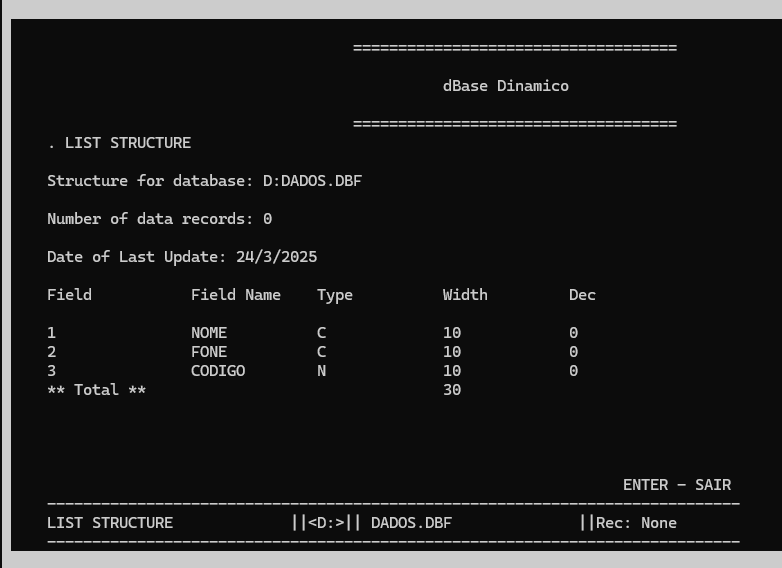 ===================================
dBase Dinamico
===================================
. LIST STRUCTURE
Structure for database: D:DADOS.DBF
Number of data records: 0
Date of Last Update: 24/3/2025
Field Field Name Type Width Dec
1 NOME C 10 0
2 FONE C 10 0
3 CODIGO N 10 0
** Total ** 30
ENTER - SAIR
LIST STRUCTURE ||<D:>|| DADOS.DBF ||Rec: None